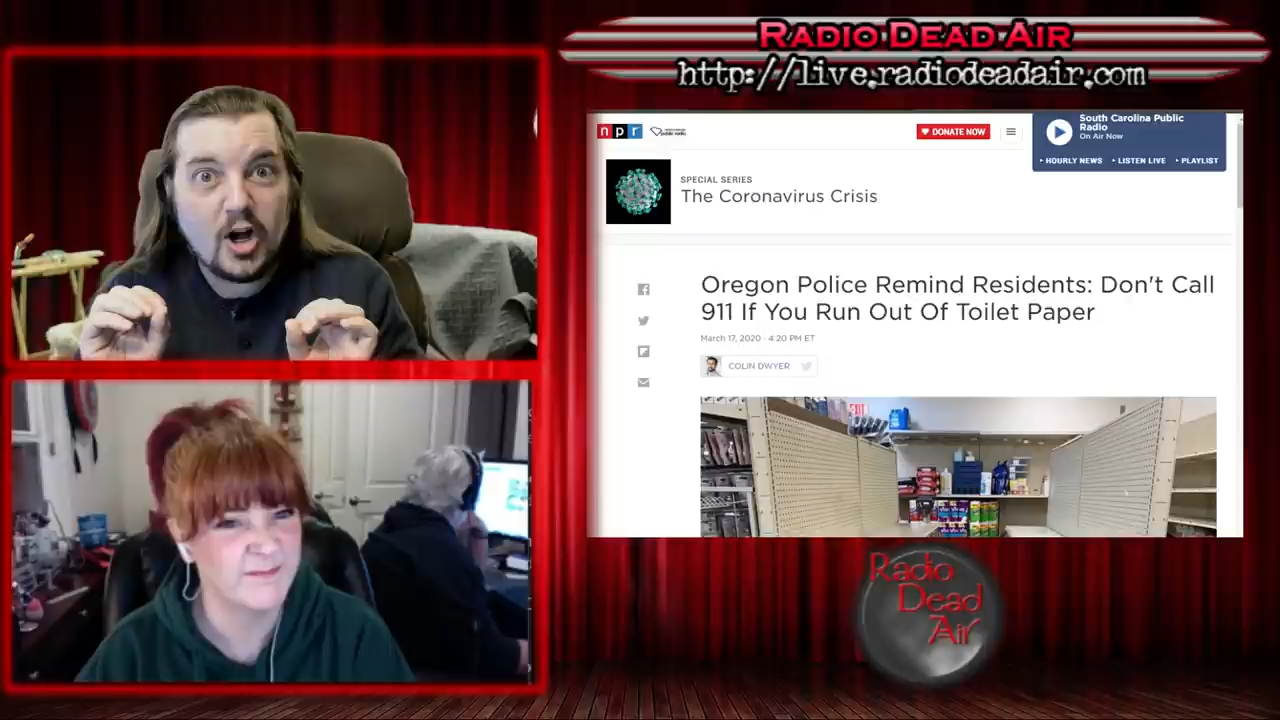 RADIO DEAD AIR
http://live.radiodeadair.com
npr
DONATE NOW
South Carolina Public
Radio
On Air Now
HOURLY NEWS
LISTEN LIVE
PLAYLIST
SPECIAL SERIES
The Coronavirus Crisis
Oregon Police Remind Residents: Don't Call
911 If You Run Out Of Toilet Paper
March 17, 2020 · 4:20 PM ET
COLIN DWYER
EXIT
Radio
Dead
Air